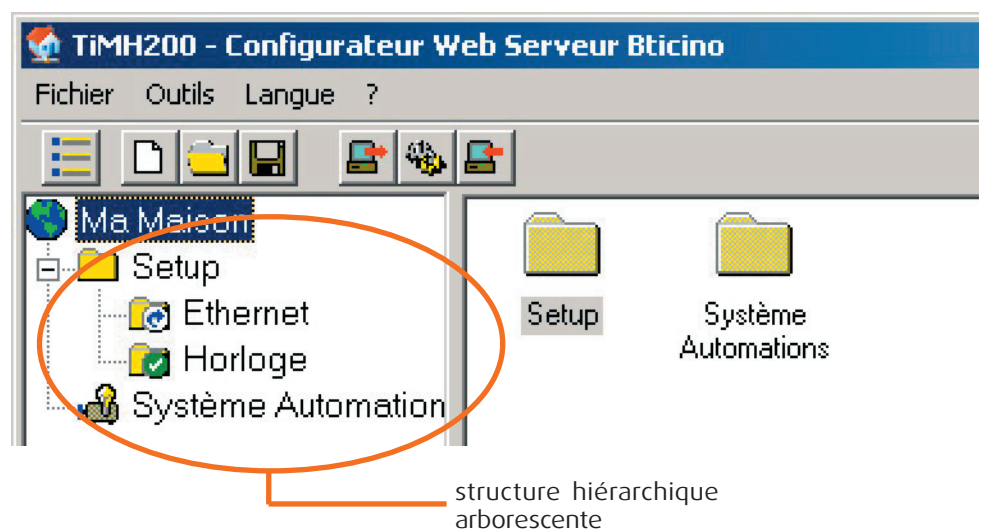 TiMH200 - Configurateur Web Serveur Bticino
Fichier Outils Langue ?
Ma Maison
Setup
Ethernet
Horloge
Système Automation
Setup
Système
Automations
structure hiérarchique
arborescente